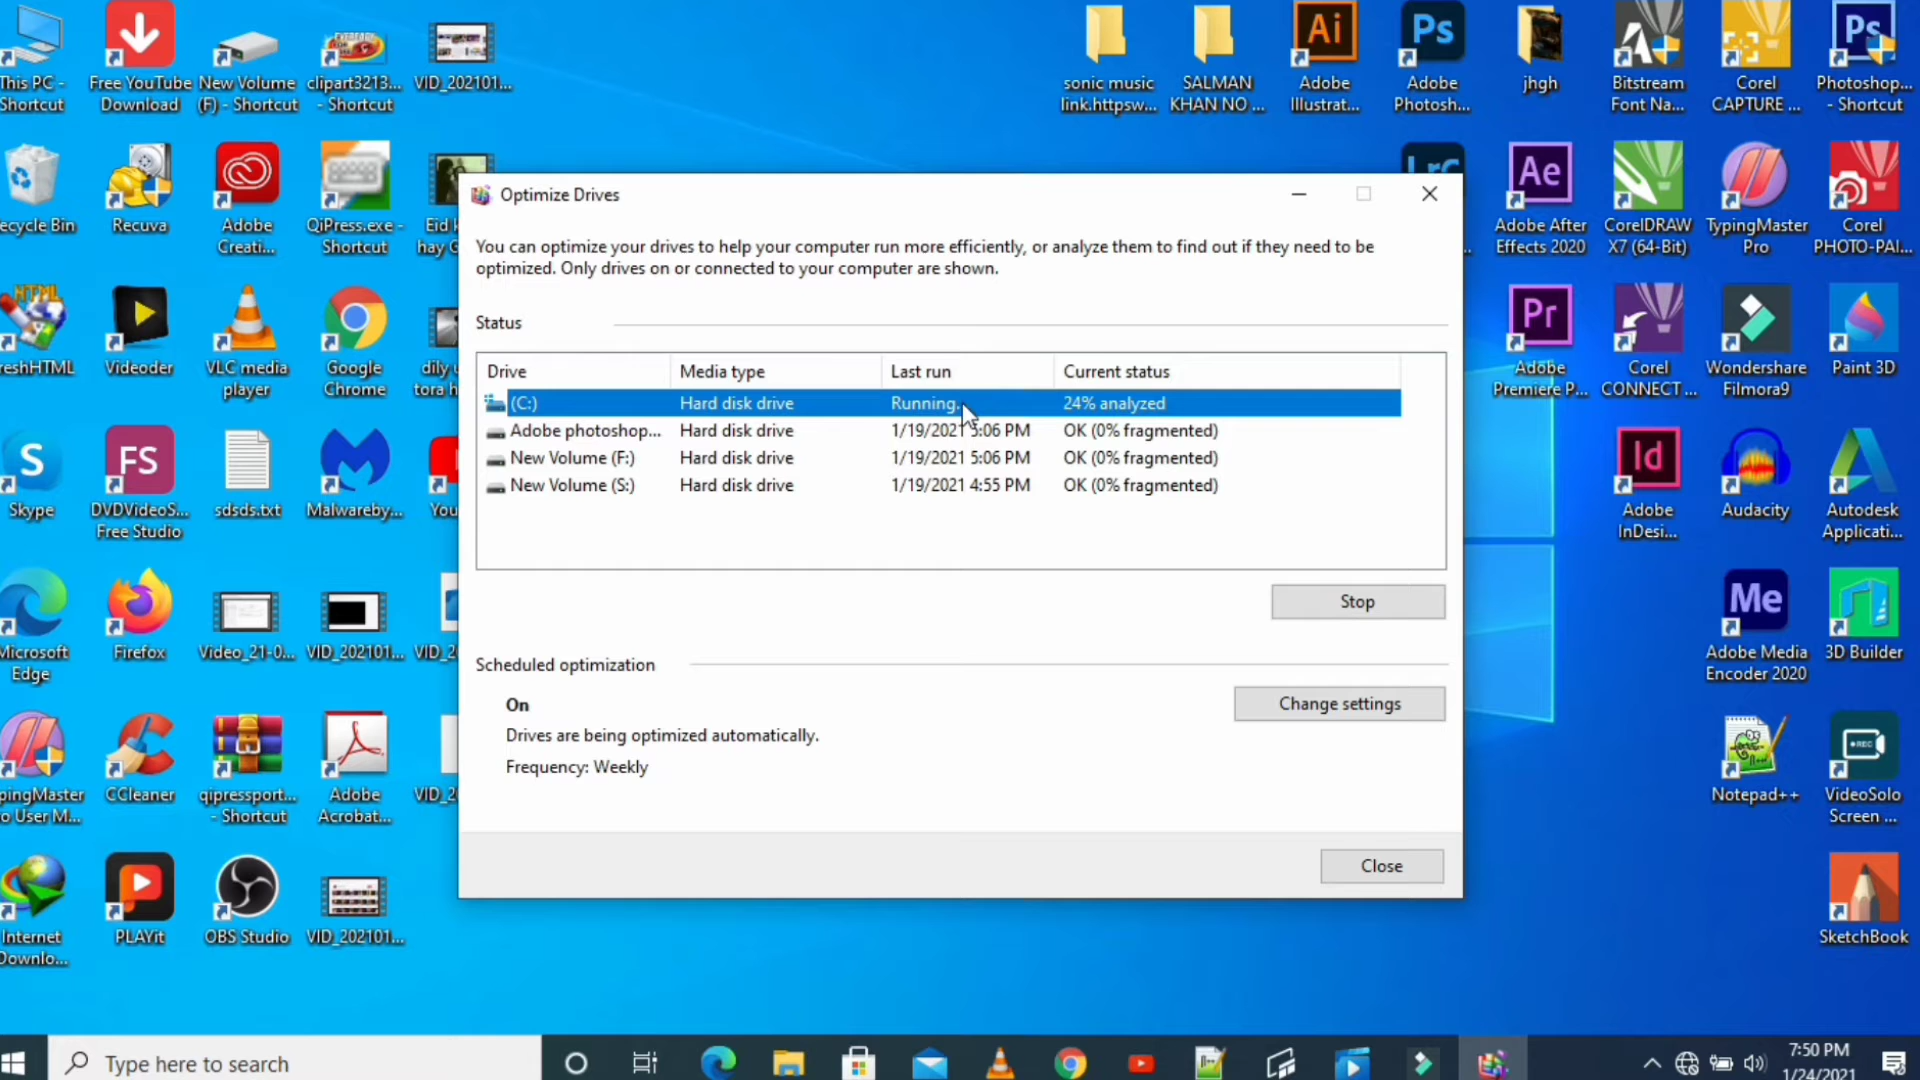 This PC -
Shortcut
Free YouTube
Download
New Volume
(F) - Shortcut
clipart3213...
- Shortcut
VID_202101...
sonic music
link.httpsw...
SALMAN
KHAN NO ...
Ai
Adobe
Illustrat...
Ps
Adobe
Photosh...
jhgh
Bitstream
Font Na...
Corel
CAPTURE ...
Ps
Photoshop...
- Shortcut
ecycle Bin
Recuva
Adobe
Creati...
QiPress.exe -
Shortcut
Eid k
hay G
LrC
Ae
Adobe After
Effects 2020
CorelDRAW
X7 (64-Bit)
TypingMaster
Pro
Corel
PHOTO-PAI...
Optimize Drives
You can optimize your drives to help your computer run more efficiently, or analyze them to find out if they need to be
optimized. Only drives on or connected to your computer are shown.
Status
Drive Media type Last run Current status
(C:) Hard disk drive Running... 24% analyzed
Adobe photoshop... Hard disk drive 1/19/2021 5:06 PM OK (0% fragmented)
New Volume (F:) Hard disk drive 1/19/2021 5:06 PM OK (0% fragmented)
New Volume (S:) Hard disk drive 1/19/2021 4:55 PM OK (0% fragmented)
Stop
Scheduled optimization
On
Change settings
Drives are being optimized automatically.
Frequency: Weekly
Close
HTML
reshHTML
Videoder
VLC media
player
Google
Chrome
dily u
tora h
Pr
Adobe
Premiere P...
Corel
CONNECT ...
Wondershare
Filmora9
Paint 3D
S
Skype
FS
DVDVideoS...
Free Studio
sdsds.txt
Malwareby...
You
Id
Adobe
InDesi...
Audacity
Autodesk
Applicati...
Microsoft
Edge
Firefox
Video_21-0...
VID_202101...
VID_2
Me
Adobe Media
Encoder 2020
3D Builder
pingMaster
o User M...
CCleaner
qipressport...
- Shortcut
Adobe
Acrobat...
VID_2
Notepad++
REC
VideoSolo
Screen ...
Internet
Downlo...
PLAYit
OBS Studio
VID_202101...
SketchBook
Type here to search
7:50 PM
1/24/2021